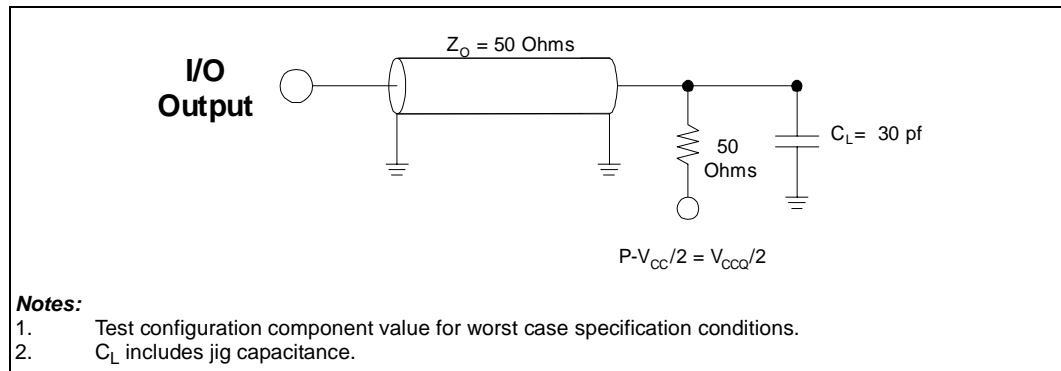 Z_O = 50 Ohms
I/O
Output
50
Ohms
C_L= 30 pf
P-V_CC/2 = V_CCQ/2
Notes:
1. Test configuration component value for worst case specification conditions.
2. C_L includes jig capacitance.